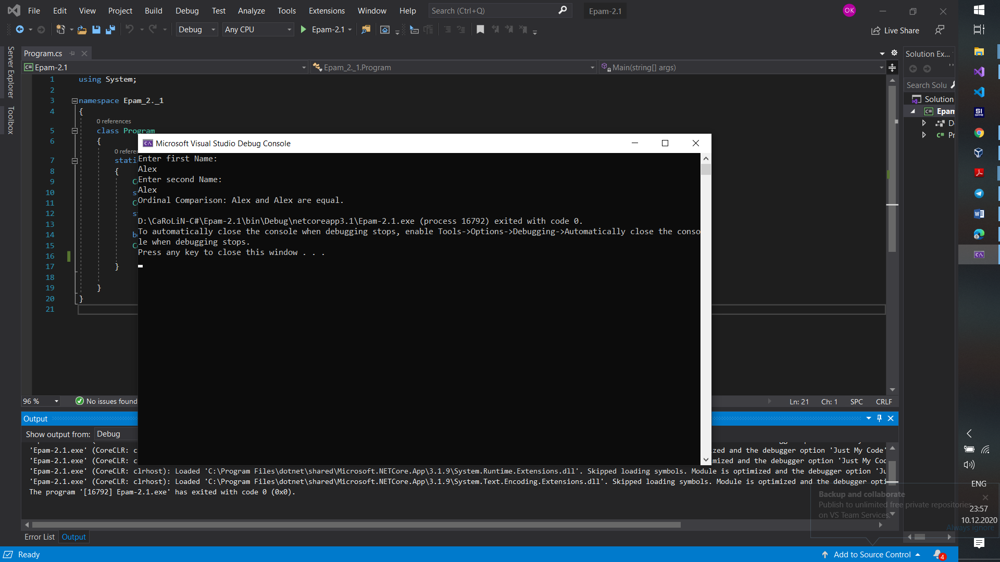 File Edit View Project Build Debug Test Analyze Tools Extensions Window Help Search (Ctrl+Q) Epam-2.1 OK
Debug Any CPU Epam-2.1 Live Share
Server Explorer
Toolbox
Program.cs
Epam-2.1 Epam_2._1.Program Main(string[] args)
1 using System;
2
3 namespace Epam_2._1
4 {
0 references
5 class Program
6 {
0 refere
7 stati
8 {
9 Co
10 s
11 Co
12 s
13
14 b
15 Co
16
17 }
18
19 }
20 }
21
Microsoft Visual Studio Debug Console
Enter first Name:
Alex
Enter second Name:
Alex
Ordinal Comparison: Alex and Alex are equal.
D:\CaRoLiN-C#\Epam-2.1\bin\Debug\netcoreapp3.1\Epam-2.1.exe (process 16792) exited with code 0.
To automatically close the console when debugging stops, enable Tools->Options->Debugging->Automatically close the conso
le when debugging stops.
Press any key to close this window . . .
Solution Ex...
Search Solu
Solution
C# Epam
D
C# Pr
96 % No issues found Ln: 21 Ch: 1 SPC CRLF
Output
Show output from: Debug
'Epam-2.1.exe' (CoreCLR: c zed and the debugger option 'Just My Code'
'Epam-2.1.exe' (CoreCLR: c mized and the debugger option 'Just My Cod
'Epam-2.1.exe' (CoreCLR: clrhost): Loaded 'C:\Program Files\dotnet\shared\Microsoft.NETCore.App\3.1.9\System.Runtime.Extensions.dll'. Skipped loading symbols. Module is optimized and the debugger option 'Ju
'Epam-2.1.exe' (CoreCLR: clrhost): Loaded 'C:\Program Files\dotnet\shared\Microsoft.NETCore.App\3.1.9\System.Text.Encoding.Extensions.dll'. Skipped loading symbols. Module is optimized and the debugger opti
The program '[16792] Epam-2.1.exe' has exited with code 0 (0x0).
Backup and collaborate
Publish to unlimited free private repositories
on VS Team Services.
Always ignore
Error List Output
Ready Add to Source Control 4
SI GAME
ENG
23:57
10.12.2020